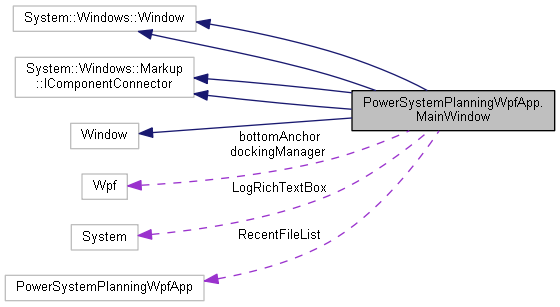 System::Windows::Window
System::Windows::Markup
::IComponentConnector
PowerSystemPlanningWpfApp.
MainWindow
Window
bottomAnchor
dockingManager
Wpf
LogRichTextBox
System
RecentFileList
PowerSystemPlanningWpfApp